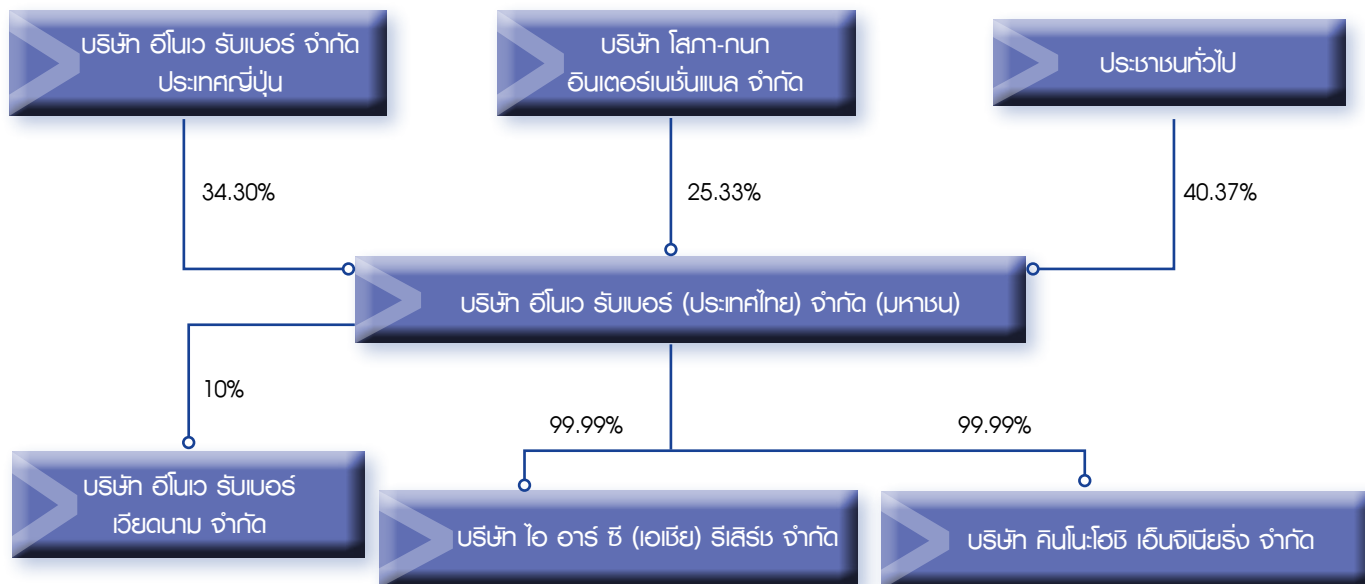 บริษัท อีโนเว รับเบอร์ จำกัด
ประเทศญี่ปุ่น
บริษัท โสภา-กนก
อินเตอร์เนชั่นแนล จำกัด
ประชาชนทั่วไป
34.30%
25.33%
40.37%
บริษัท อีโนเว รับเบอร์ (ประเทศไทย) จำกัด (มหาชน)
10%
99.99%
99.99%
บริษัท อีโนเว รับเบอร์
เวียดนาม จำกัด
บรีษัท ไอ อาร์ ซี (เอเชีย) รีเสิร์ช จำกัด
บริษัท คินโนะโฮชิ เอ็นจิเนียริ่ง จำกัด